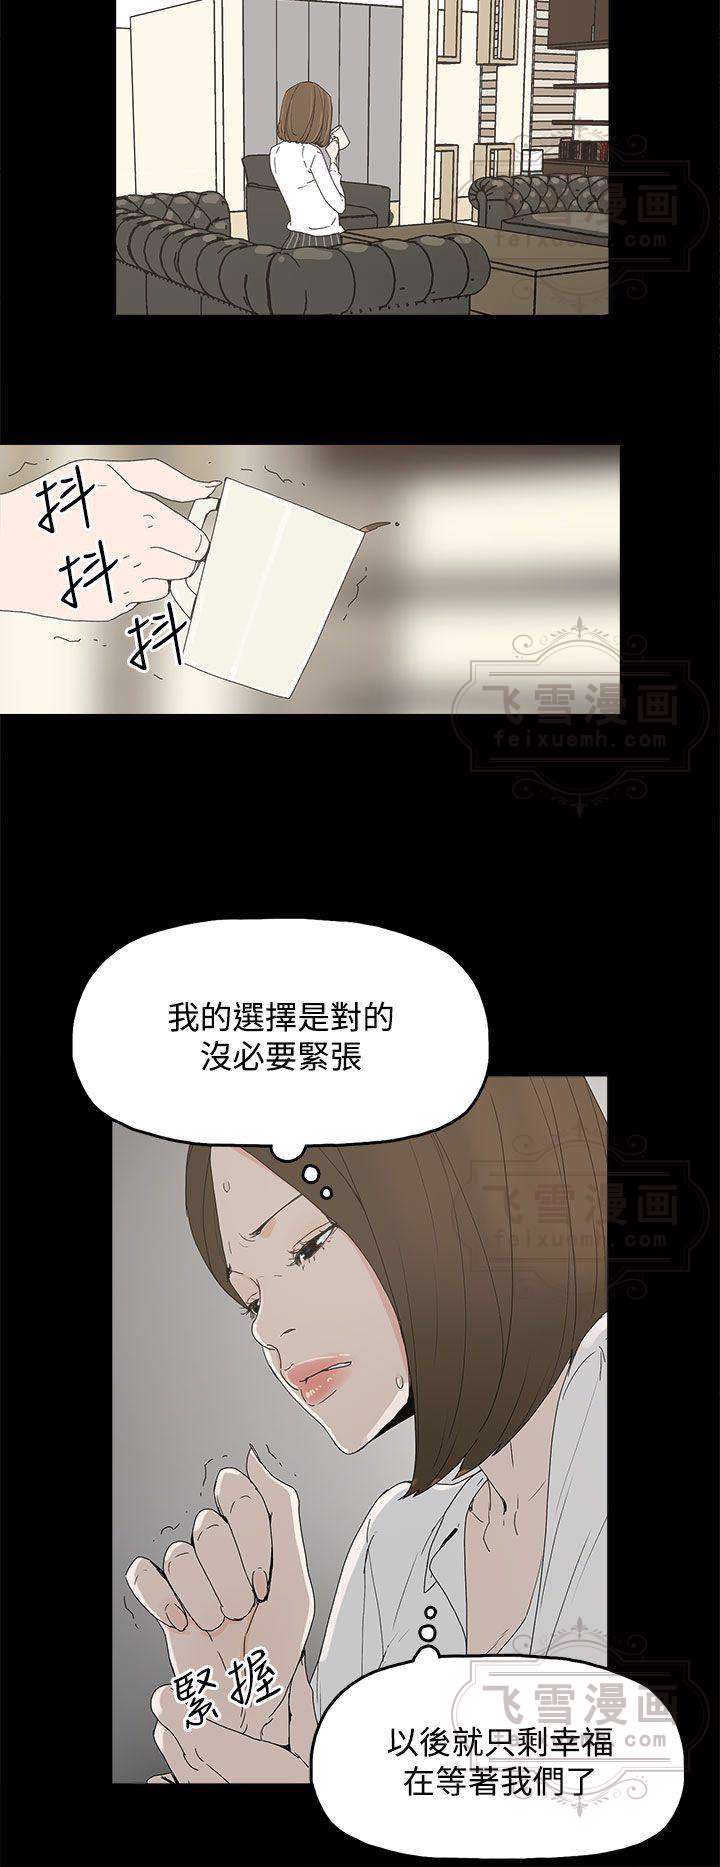 飞雪漫画
feixuemh.com
抖
抖
抖
飞雪漫画
feixuemh.com
我的選擇是對的
沒必要緊張
飞雪漫画
feixuemh.com
緊握
飞雪漫画
feixuemh.com
以後就只剩幸福
在等著我們了